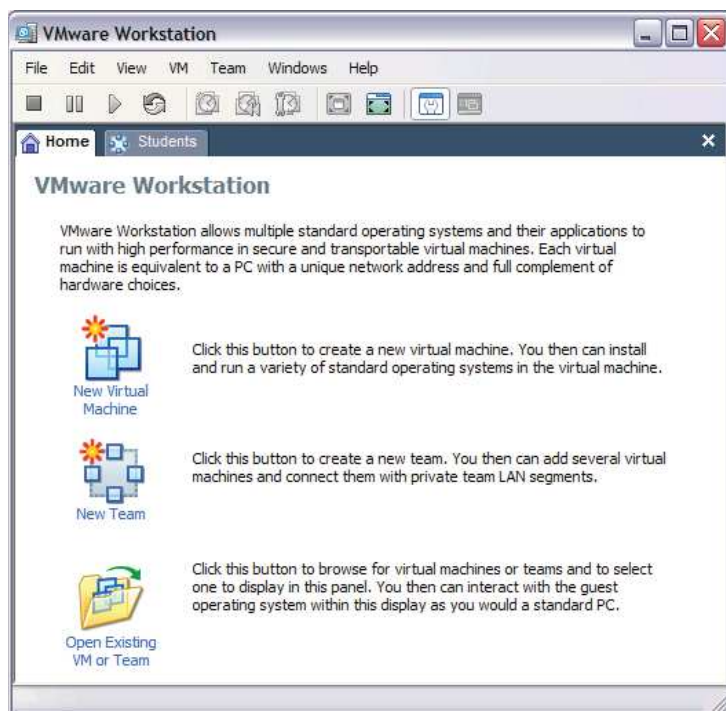 VMware Workstation
File Edit View VM Team Windows Help
Home Students
VMware Workstation
VMware Workstation allows multiple standard operating systems and their applications to
run with high performance in secure and transportable virtual machines. Each virtual
machine is equivalent to a PC with a unique network address and full complement of
hardware choices.
New Virtual
Machine
Click this button to create a new virtual machine. You then can install
and run a variety of standard operating systems in the virtual machine.
New Team
Click this button to create a new team. You then can add several virtual
machines and connect them with private team LAN segments.
Open Existing
VM or Team
Click this button to browse for virtual machines or teams and to select
one to display in this panel. You then can interact with the guest
operating system within this display as you would a standard PC.